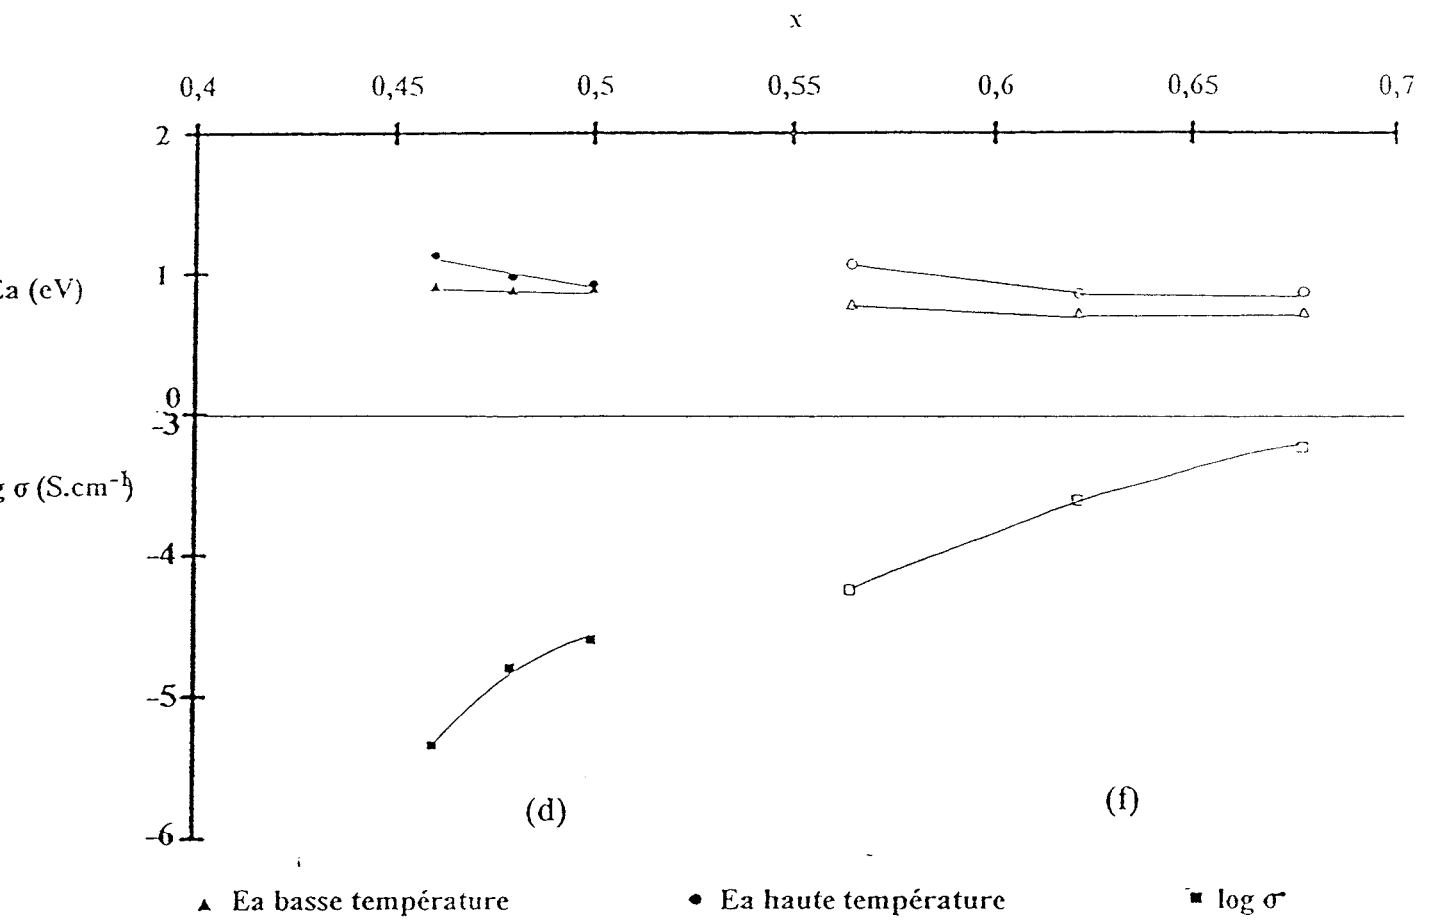 x
0,4 0,45 0,5 0,55 0,6 0,65 0,7
2
1
Ea (eV)
0
-3
g σ (S.cm⁻¹)
-4
-5
(d) (f)
-6
Ea basse température Ea haute température log σ